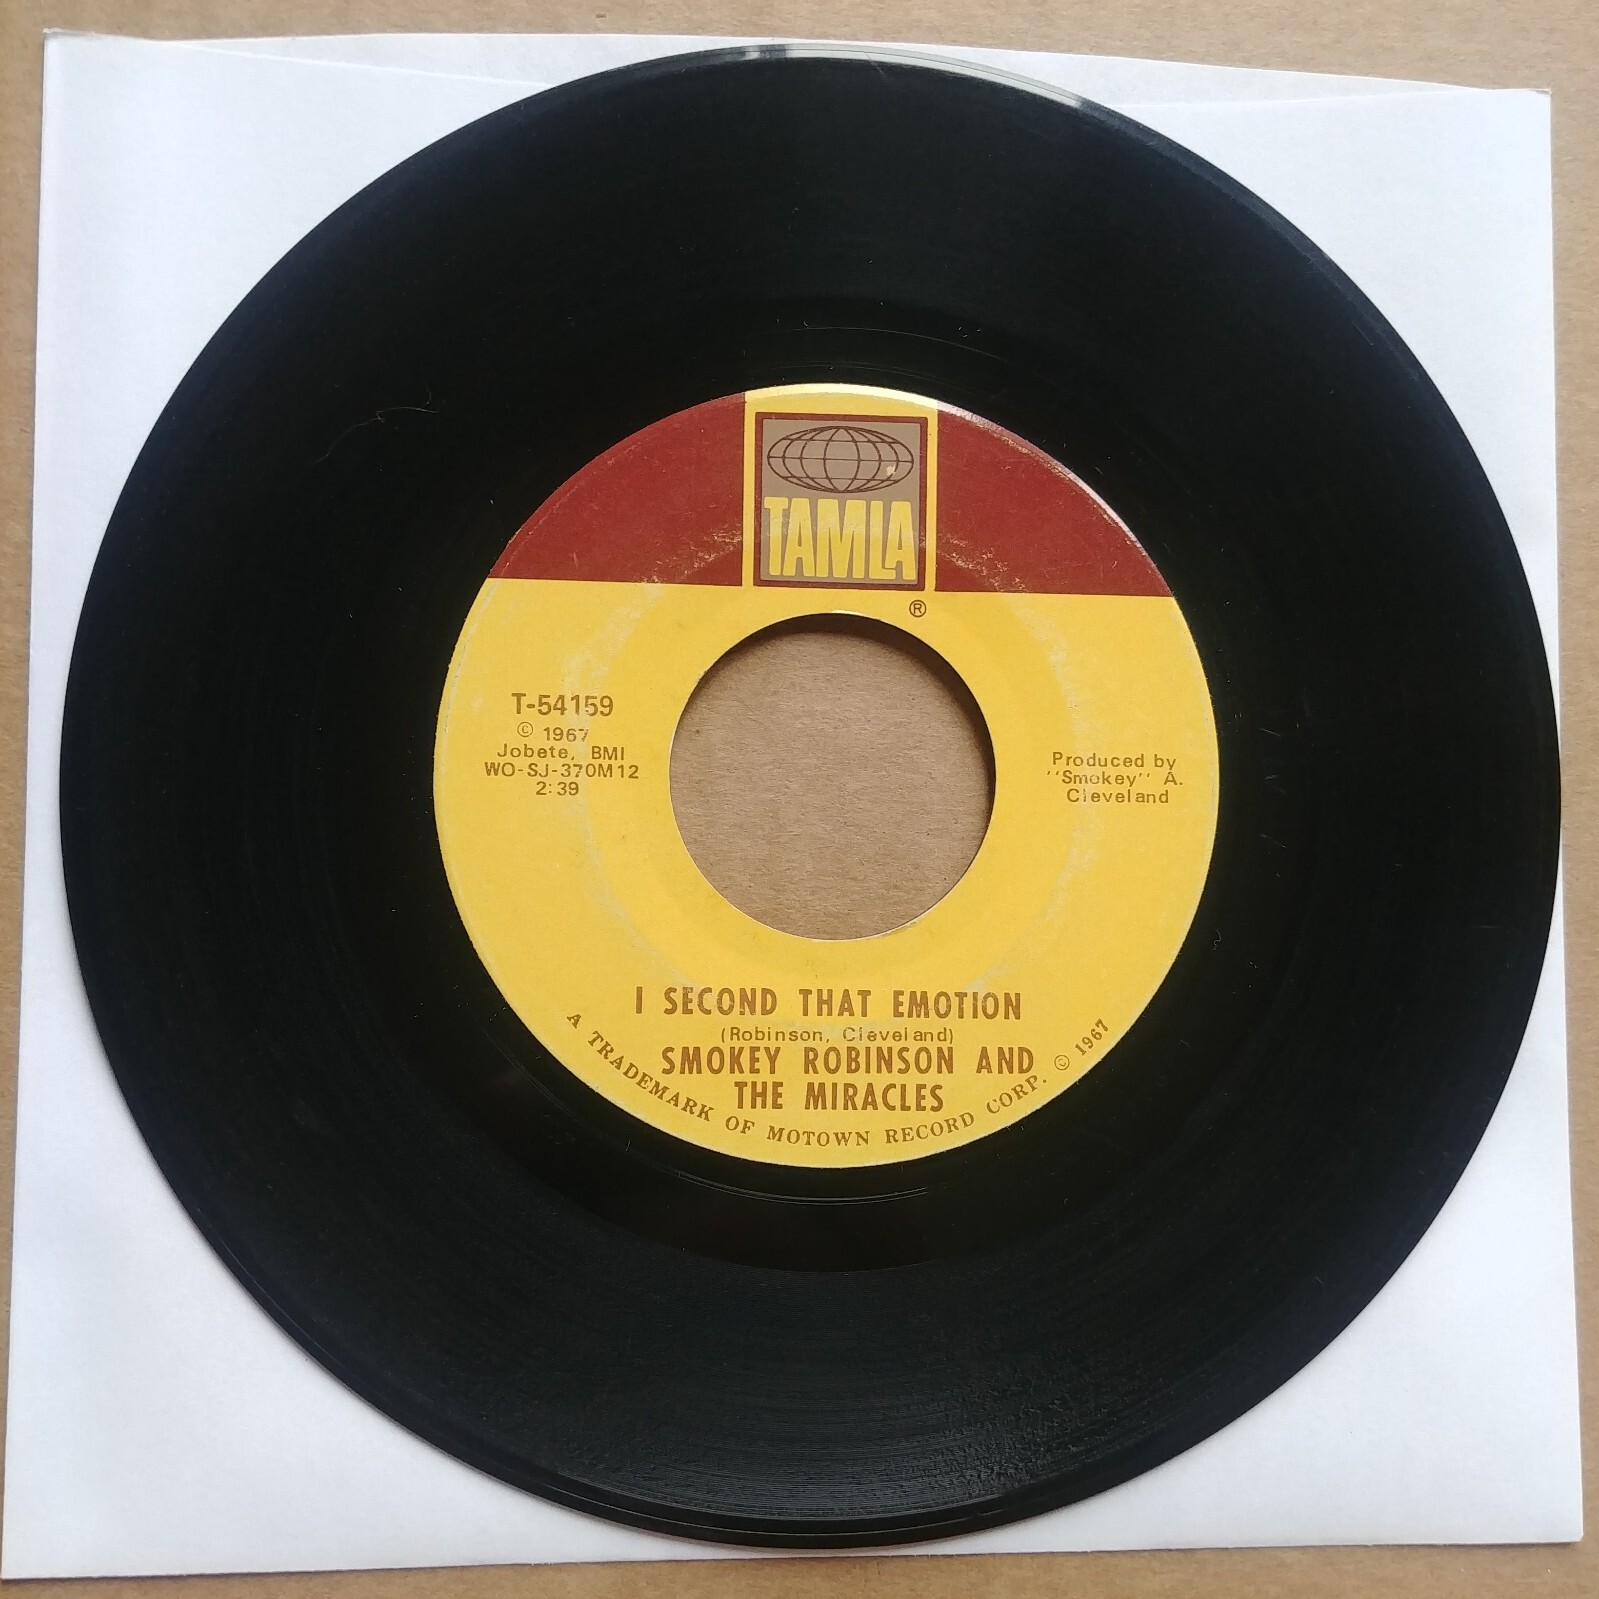 TAMLA
®
T-54159
© 1967
Jobete, BMI
WO-SJ-370M12
2:39
Produced by
"Smokey" A.
Cleveland
I SECOND THAT EMOTION
(Robinson, Cleveland)
SMOKEY ROBINSON AND
THE MIRACLES
A TRADEMARK OF MOTOWN RECORD CORP. © 1967